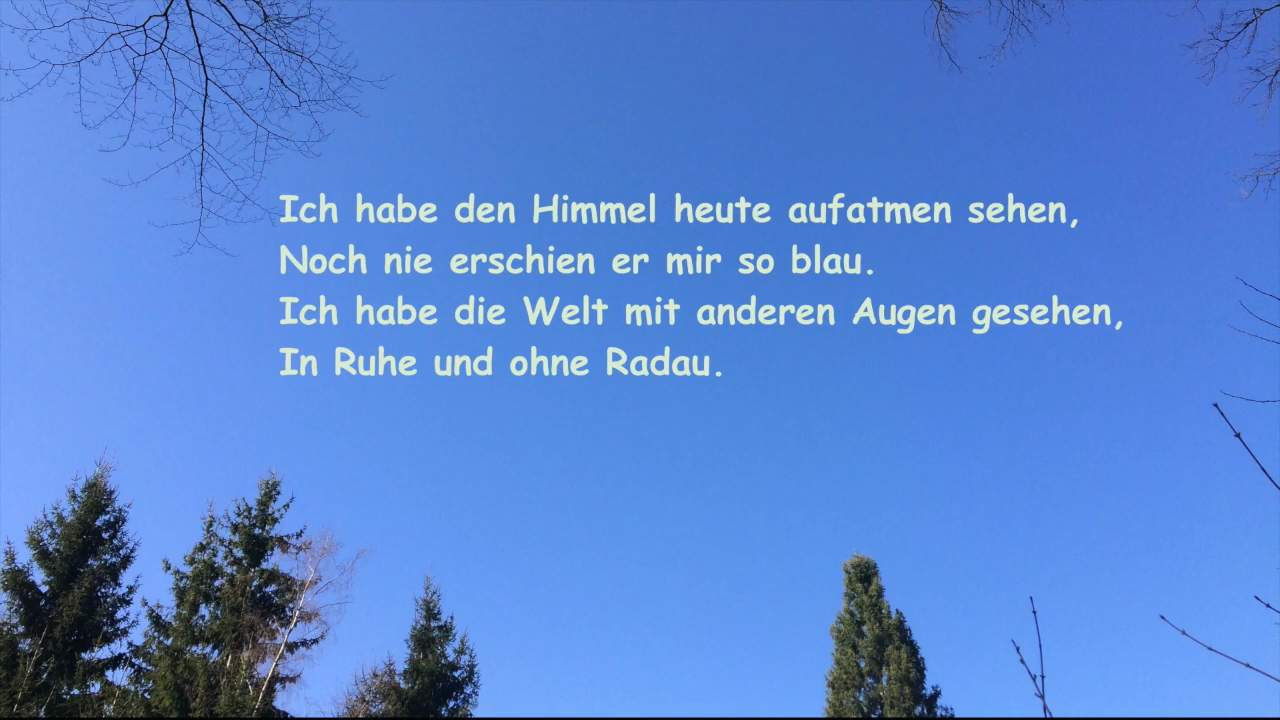 Ich habe den Himmel heute aufatmen sehen,
Noch nie erschien er mir so blau.
Ich habe die Welt mit anderen Augen gesehen,
In Ruhe und ohne Radau.